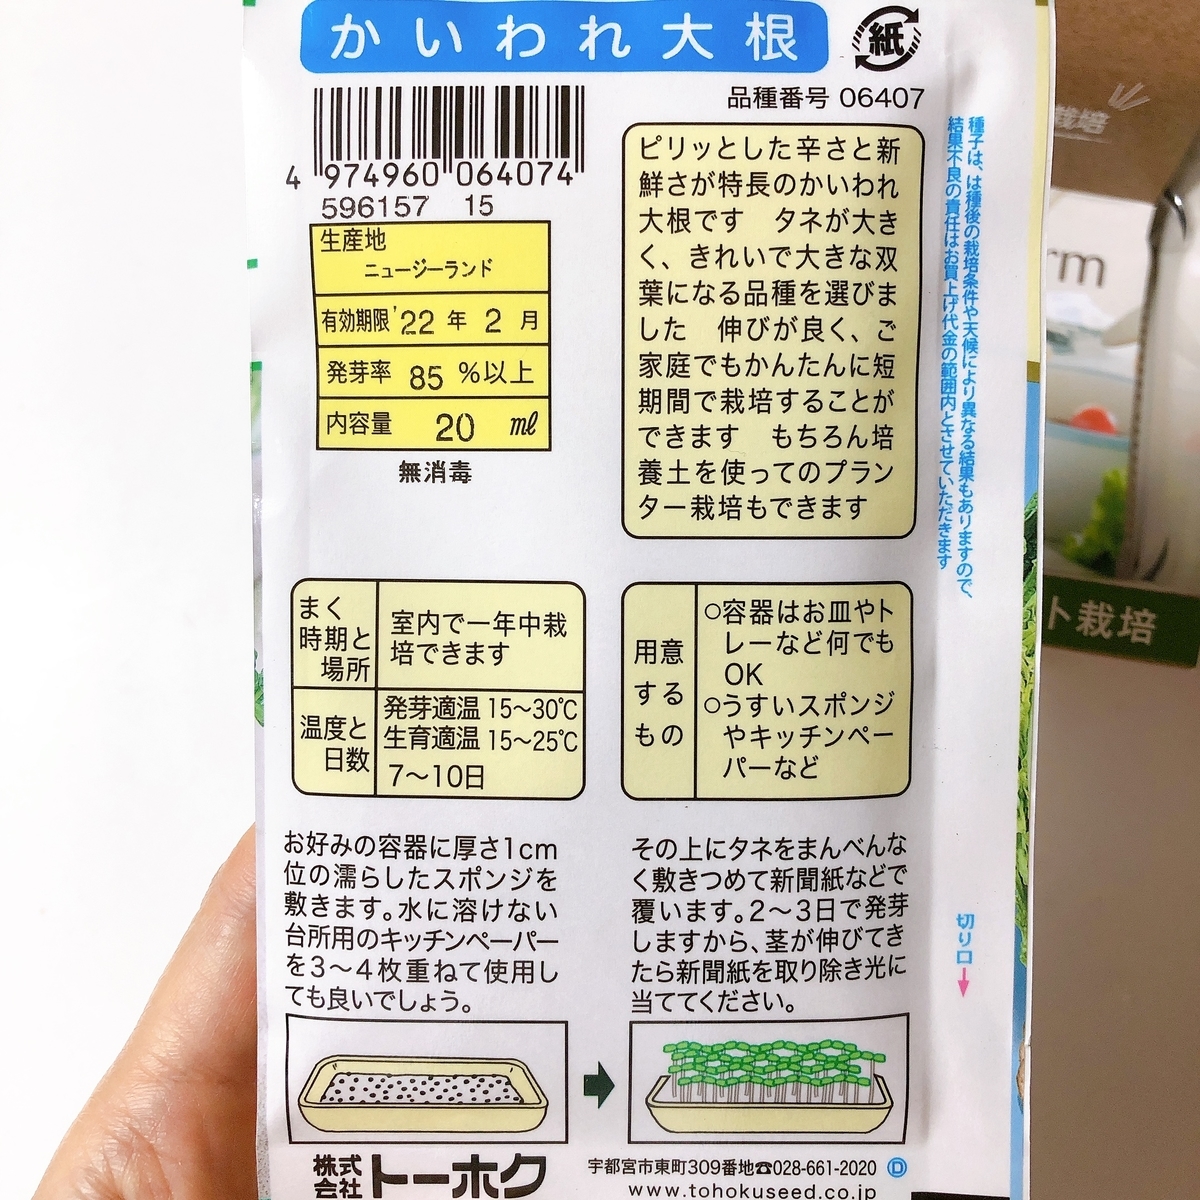 かいわれ大根
紙
品種番号 06407
4 974960 064074
596157 15
生産地
ニュージーランド
有効期限 '22 年 2 月
発芽率 85 %以上
内容量 20 ml
無消毒
ピリッとした辛さと新
鮮さが特長のかいわれ
大根です タネが大き
く、きれいで大きな双
葉になる品種を選びま
した 伸びが良く、ご
家庭でもかんたんに短
期間で栽培することが
できます もちろん培
養土を使ってのプラン
ター栽培もできます
種子は、は種後の栽培条件や天候により異なる結果もありますので、
結果不良の責任はお買上げ代金の範囲内とさせていただきます
まく
時期と
場所
室内で一年中栽
培できます
温度と
日数
発芽適温 15〜30℃
生育適温 15〜25℃
7〜10日
用意
する
もの
○容器はお皿やト
レーなど何でも
OK
○うすいスポンジ
やキッチンペー
パーなど
お好みの容器に厚さ1cm
位の濡らしたスポンジを
敷きます。水に溶けない
台所用のキッチンペーパー
を3〜4枚重ねて使用し
ても良いでしょう。
その上にタネをまんべんな
く敷きつめて新聞紙などで
覆います。2〜3日で発芽
しますから、茎が伸びてき
たら新聞紙を取り除き光に
当ててください。
切り口→
株式
会社
トーホク
宇都宮市東町309番地☎028-661-2020 Ⓓ
www.tohokuseed.co.jp
栽培
rm
ト栽培